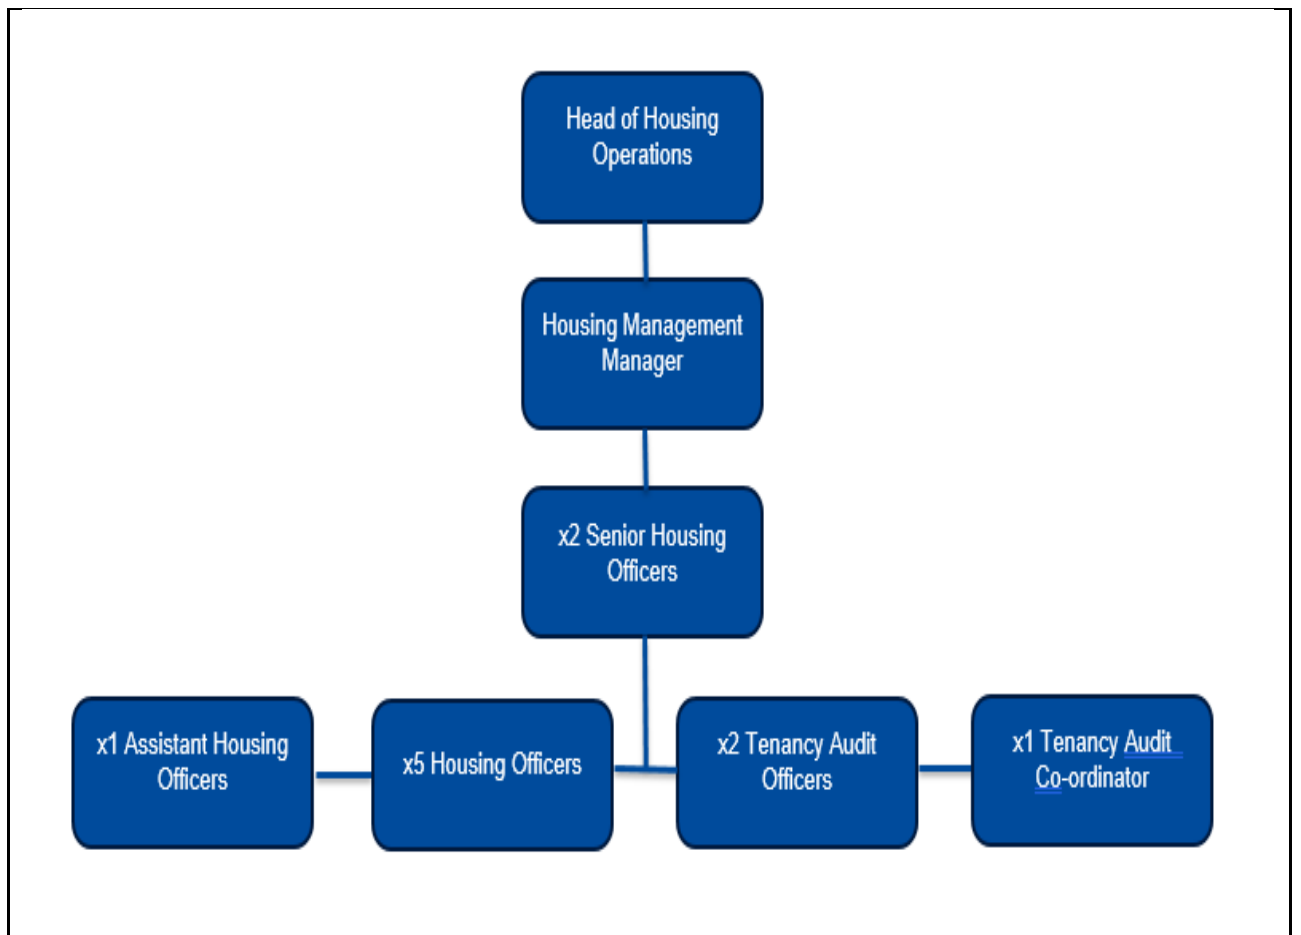 Head of Housing
Operations
Housing Management
Manager
x2 Senior Housing
Officers
x1 Assistant Housing
Officers
x5 Housing Officers
x2 Tenancy Audit
Officers
x1 Tenancy Audit
Co-ordinator